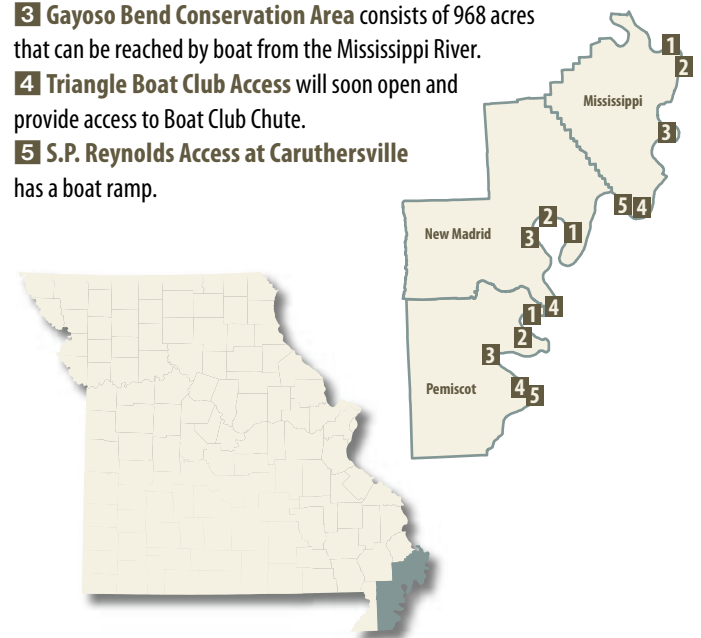 3 Gayoso Bend Conservation Area consists of 968 acres
that can be reached by boat from the Mississippi River.
4 Triangle Boat Club Access will soon open and
provide access to Boat Club Chute.
5 S.P. Reynolds Access at Caruthersville
has a boat ramp.
1
2
Mississippi
3
5 4
2
New Madrid
3
1
4
1
2
3
Pemiscot
4
5